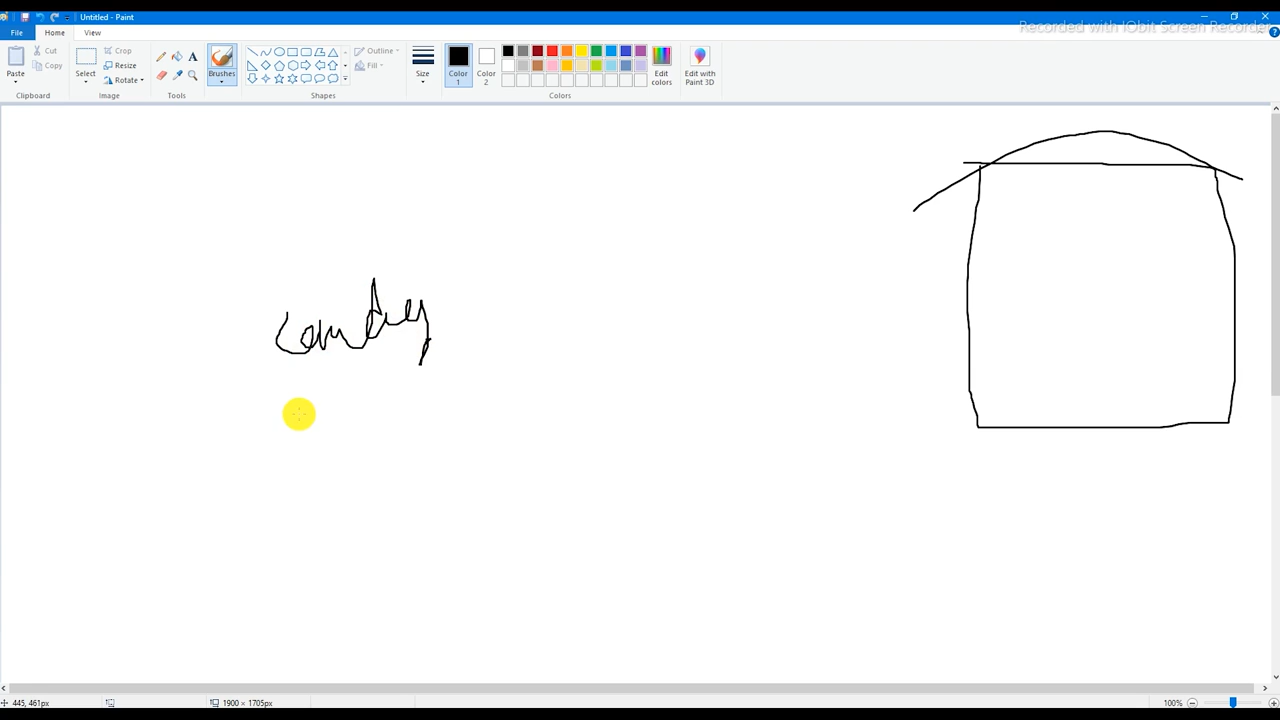 Untitled - Paint
Recorded with IObit Screen Recorder
File Home View
Paste
Cut
Copy
Clipboard
Select
Crop
Resize
Rotate
Image
Tools
Brushes
Outline
Fill
Shapes
Size
Color 1
Color 2
Edit colors
Colors
Edit with Paint 3D
candy
445, 461px
1900 × 1705px
100%